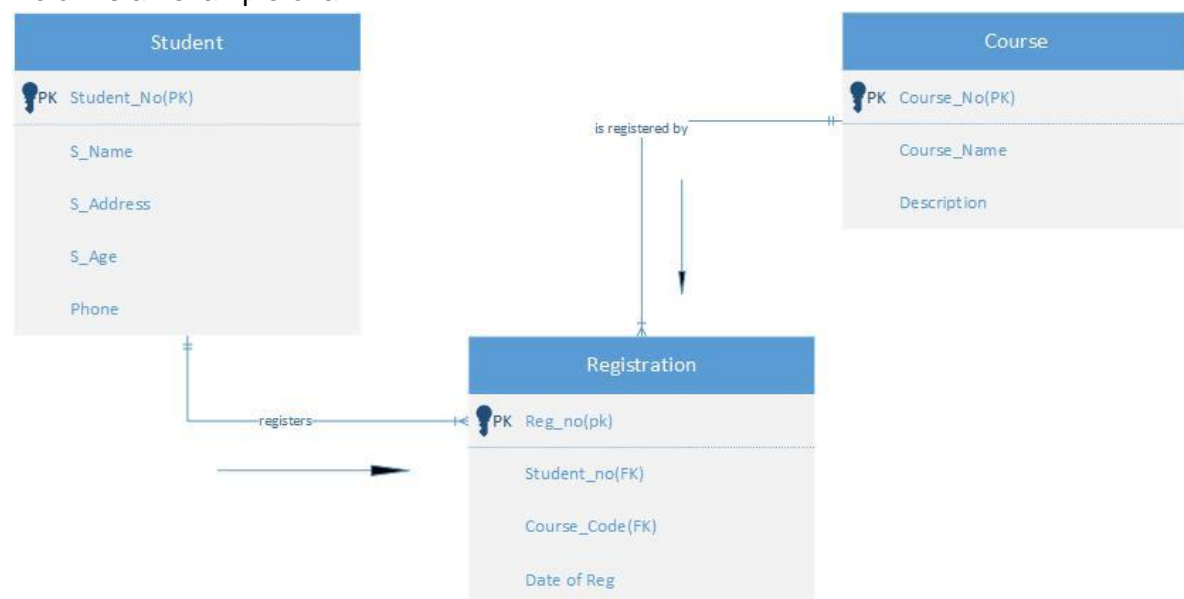 Student
PK Student_No(PK)
S_Name
S_Address
S_Age
Phone
Course
PK Course_No(PK)
Course_Name
Description
is registered by
registers
Registration
PK Reg_no(pk)
Student_no(FK)
Course_Code(FK)
Date of Reg